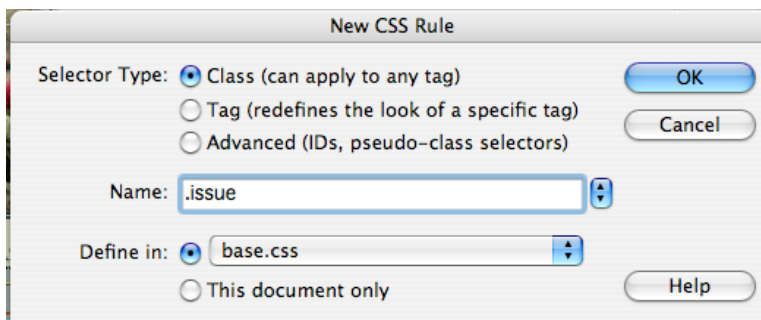 New CSS Rule
Selector Type: Class (can apply to any tag)
OK
Tag (redefines the look of a specific tag)
Cancel
Advanced (IDs, pseudo-class selectors)
Name: .issue
Define in: base.css
This document only
Help